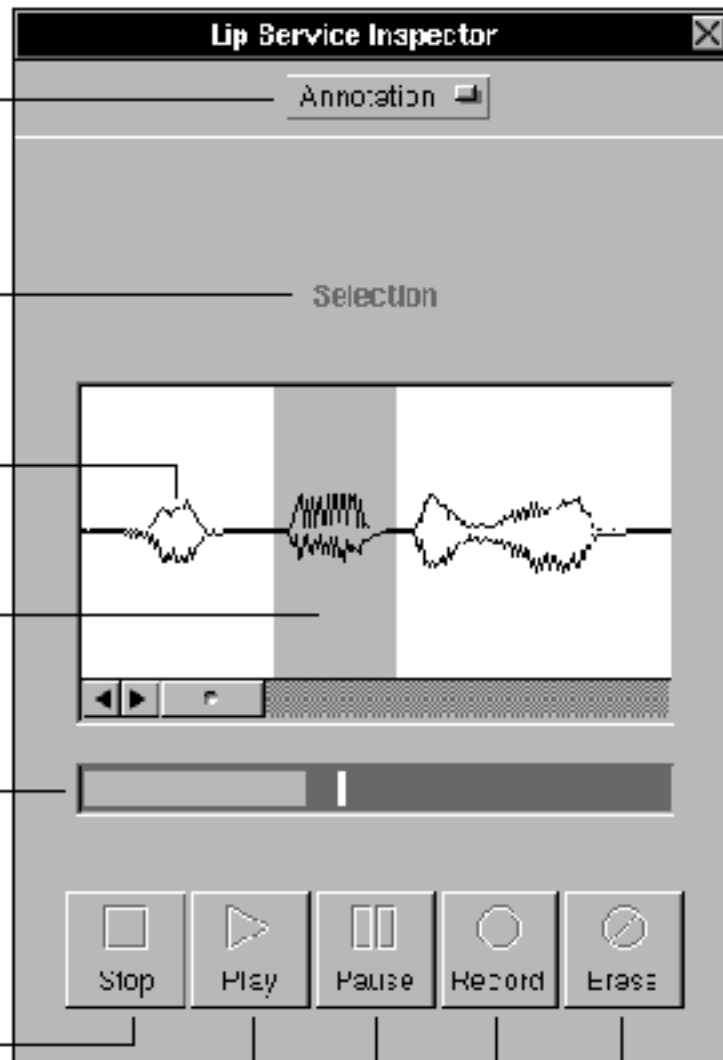 Lip Service Inspector
Annotation
Selection
Stop Play Pause Record Erase